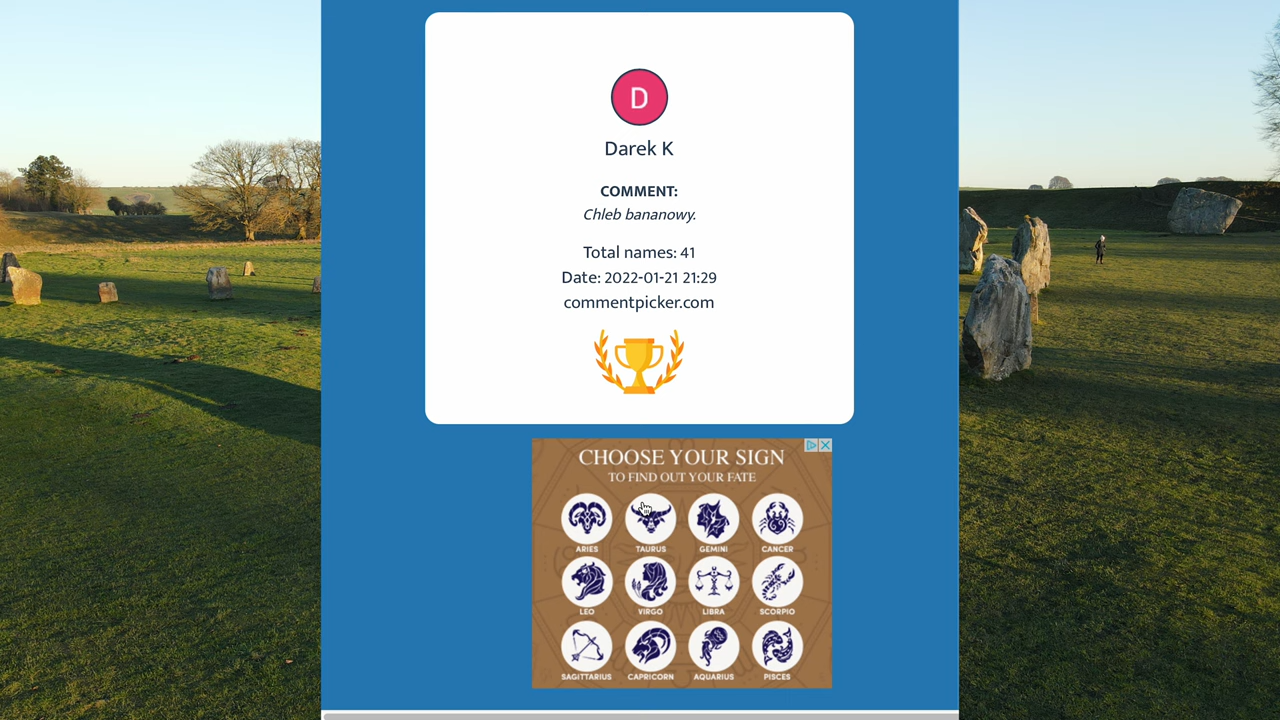 D
Darek K
COMMENT:
Chleb bananowy.
Total names: 41
Date: 2022-01-21 21:29
commentpicker.com
CHOOSE YOUR SIGN
TO FIND OUT YOUR FATE
ARIES TAURUS GEMINI CANCER
LEO VIRGO LIBRA SCORPIO
SAGITTARIUS CAPRICORN AQUARIUS PISCES